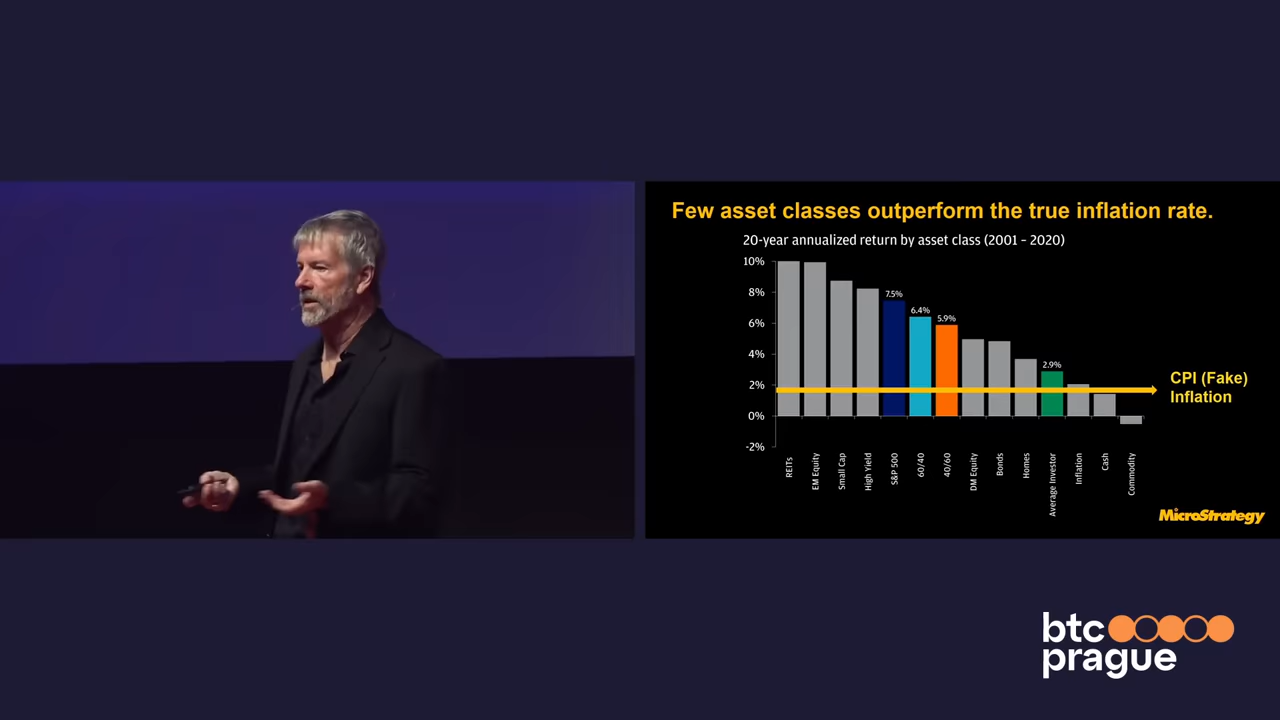 Few asset classes outperform the true inflation rate.
20-year annualized return by asset class (2001 – 2020)
10%
8%
6%
4%
2%
0%
-2%
7.5%
6.4%
5.9%
2.9%
CPI (Fake)
Inflation
REITs
EM Equity
Small Cap
High Yield
S&P 500
60/40
40/60
DM Equity
Bonds
Homes
Average Investor
Inflation
Cash
Commodity
MicroStrategy
btc
prague